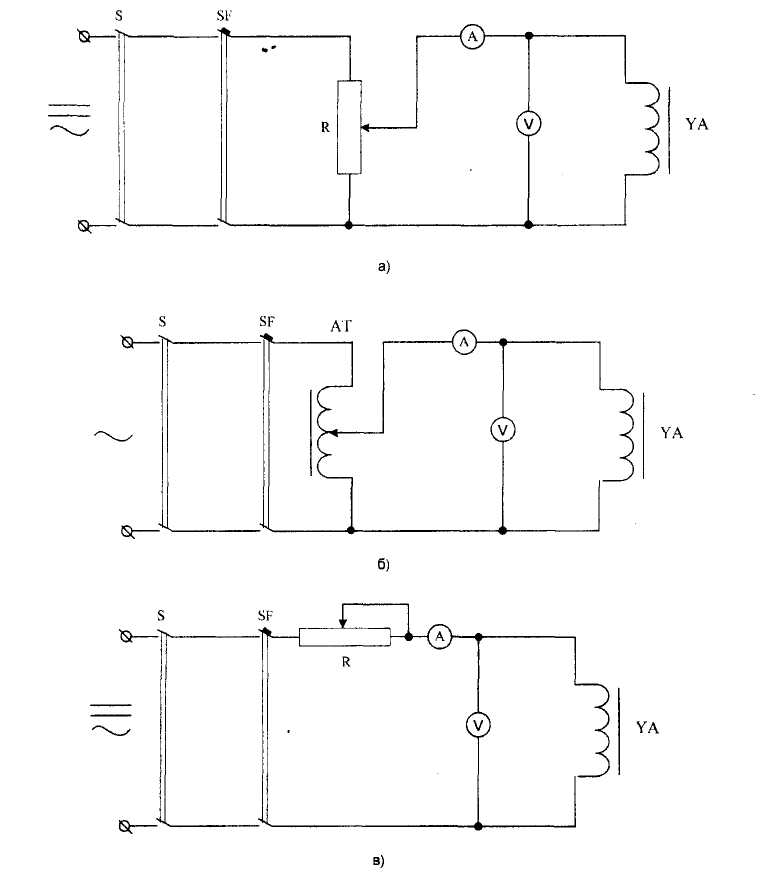 S SF
A
R V YA
а)
S SF AT
A
V YA
б)
S SF
A
R
V YA
в)